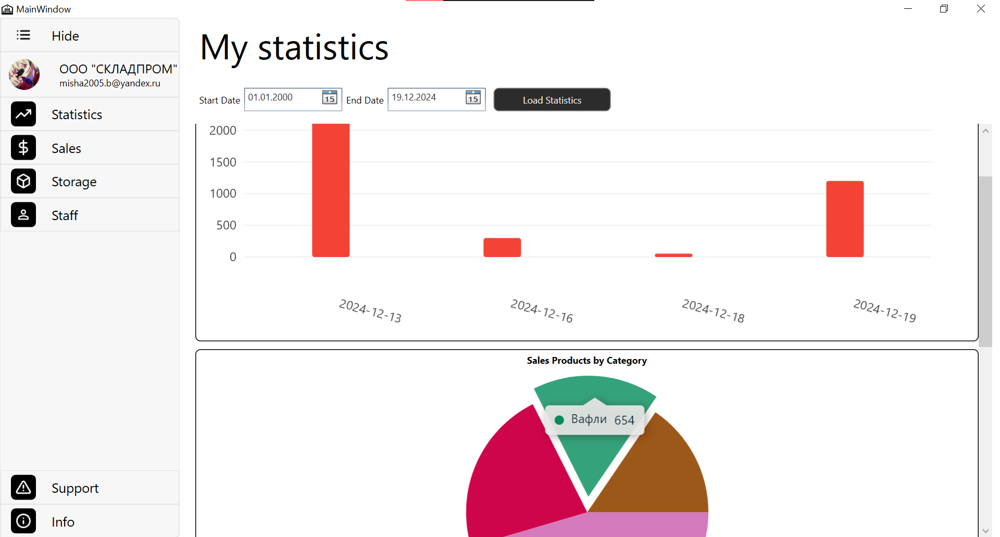 MainWindow
Hide
ООО "СКЛАДПРОМ"
misha2005.b@yandex.ru
Statistics
Sales
Storage
Staff
Support
Info
My statistics
Start Date 01.01.2000 15 End Date 19.12.2024 15 Load Statistics
2000
1500
1000
500
0
2024-12-13 2024-12-16 2024-12-18 2024-12-19
Sales Products by Category
Вафли 654